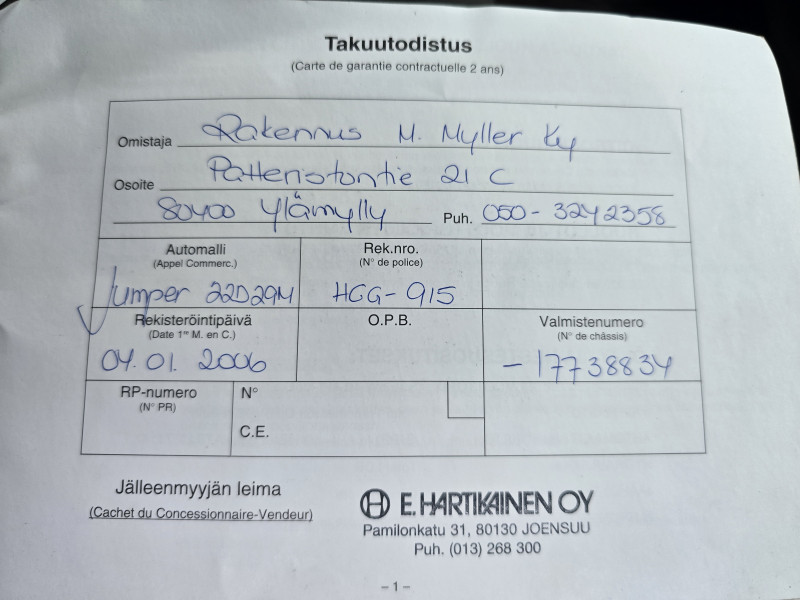 Takuutodistus
(Carte de garantie contractuelle 2 ans)
Omistaja Rakennus M. Myller Ky
Osoite Patteristontie 21 C
80400 Ylämylly Puh. 050-3242358
Automalli Rek.nro.
(Appel Commerc.) (N° de police)
Jumper 22D29M HGG-915
Rekisteröintipäivä O.P.B. Valmistenumero
(Date 1re M. en C.) (N° de châssis)
04.01.2006 -17738834
RP-numero N°
(N° PR)
C.E.
Jälleenmyyjän leima
(Cachet du Concessionnaire-Vendeur)
H E. HARTIKAINEN OY
Pamilonkatu 31, 80130 JOENSUU
Puh. (013) 268 300
– 1 –